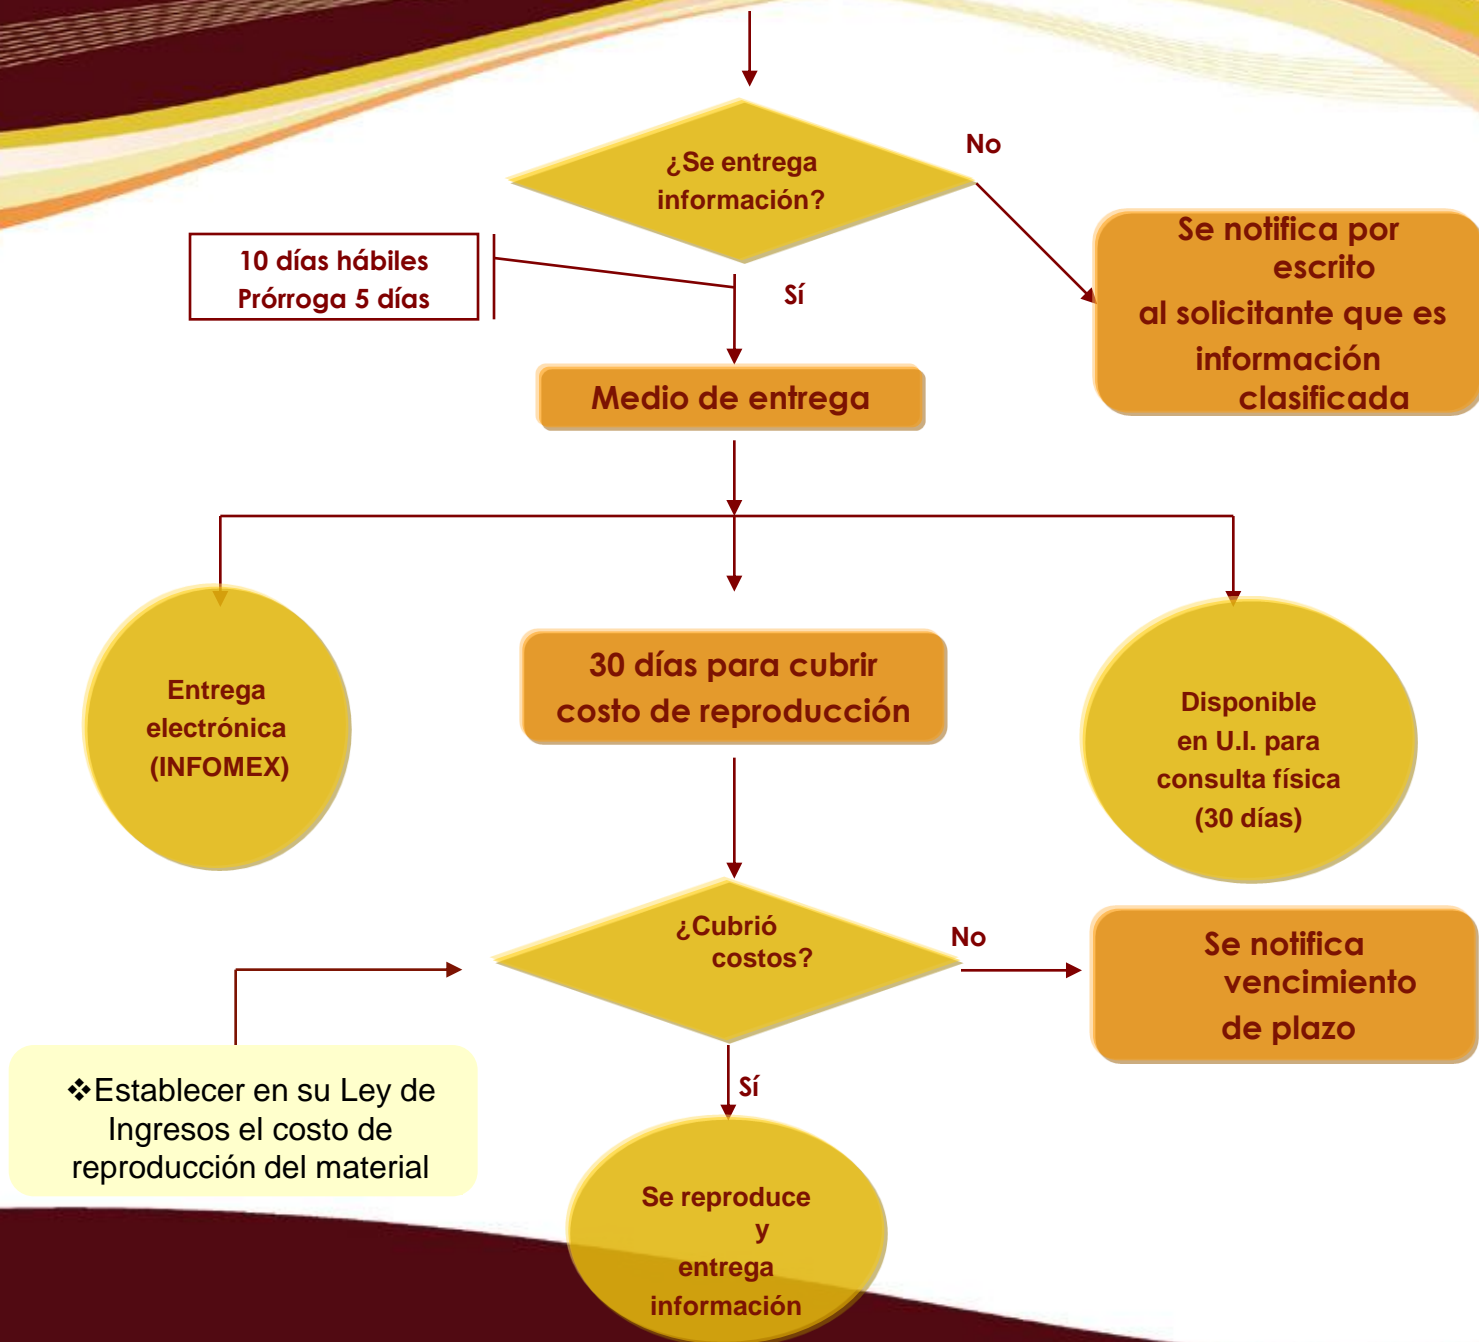 ¿Se entrega
información?
No
Se notifica por
escrito
al solicitante que es
información
clasificada
10 días hábiles
Prórroga 5 días
Sí
Medio de entrega
Entrega
electrónica
(INFOMEX)
30 días para cubrir
costo de reproducción
Disponible
en U.I. para
consulta física
(30 días)
¿Cubrió
costos?
No
Se notifica
vencimiento
de plazo
❖Establecer en su Ley de
Ingresos el costo de
reproducción del material
Sí
Se reproduce
y
entrega
información